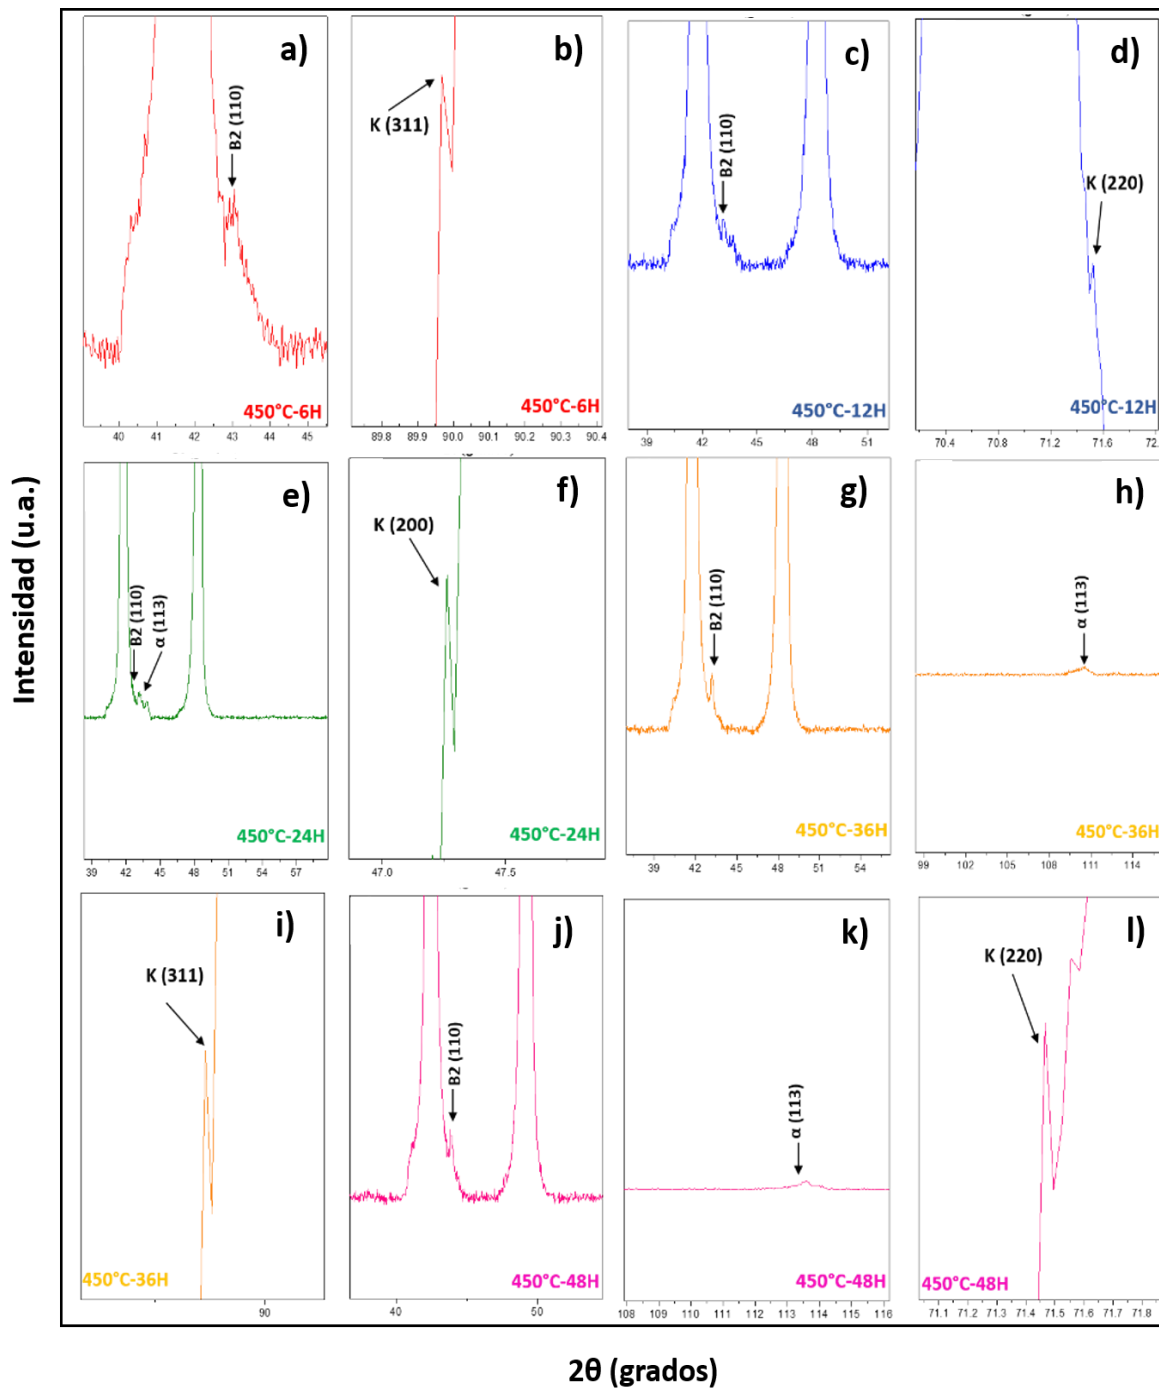 a)
B2 (110)
450°C-6H
40 41 42 43 44 45
b)
K (311)
450°C-6H
89.8 89.9 90.0 90.1 90.2 90.3 90.4
c)
B2 (110)
450°C-12H
39 42 45 48 51
d)
K (220)
450°C-12H
70.4 70.8 71.2 71.6 72.
e)
B2 (110)
α (113)
450°C-24H
39 42 45 48 51 54 57
f)
K (200)
450°C-24H
47.0 47.5
g)
B2 (110)
450°C-36H
39 42 45 48 51 54
h)
α (113)
450°C-36H
99 102 105 108 111 114
i)
K (311)
450°C-36H
90
j)
B2 (110)
450°C-48H
40 50
k)
α (113)
450°C-48H
108 109 110 111 112 113 114 115 116
l)
K (220)
450°C-48H
71.1 71.2 71.3 71.4 71.5 71.6 71.7 71.8
Intensidad (u.a.)
2θ (grados)